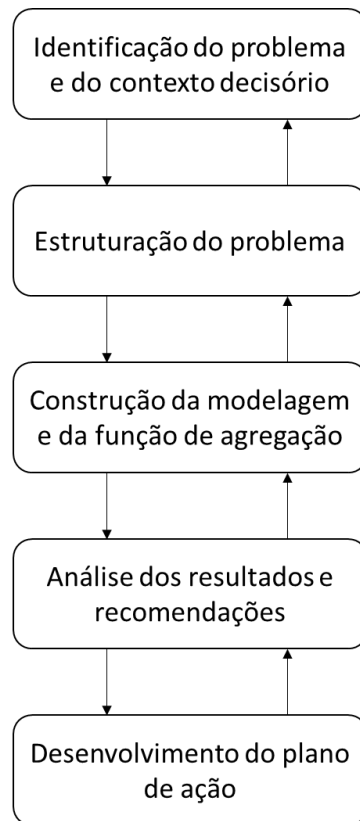 Identificação do problema
e do contexto decisório
Estruturação do problema
Construção da modelagem
e da função de agregação
Análise dos resultados e
recomendações
Desenvolvimento do plano
de ação